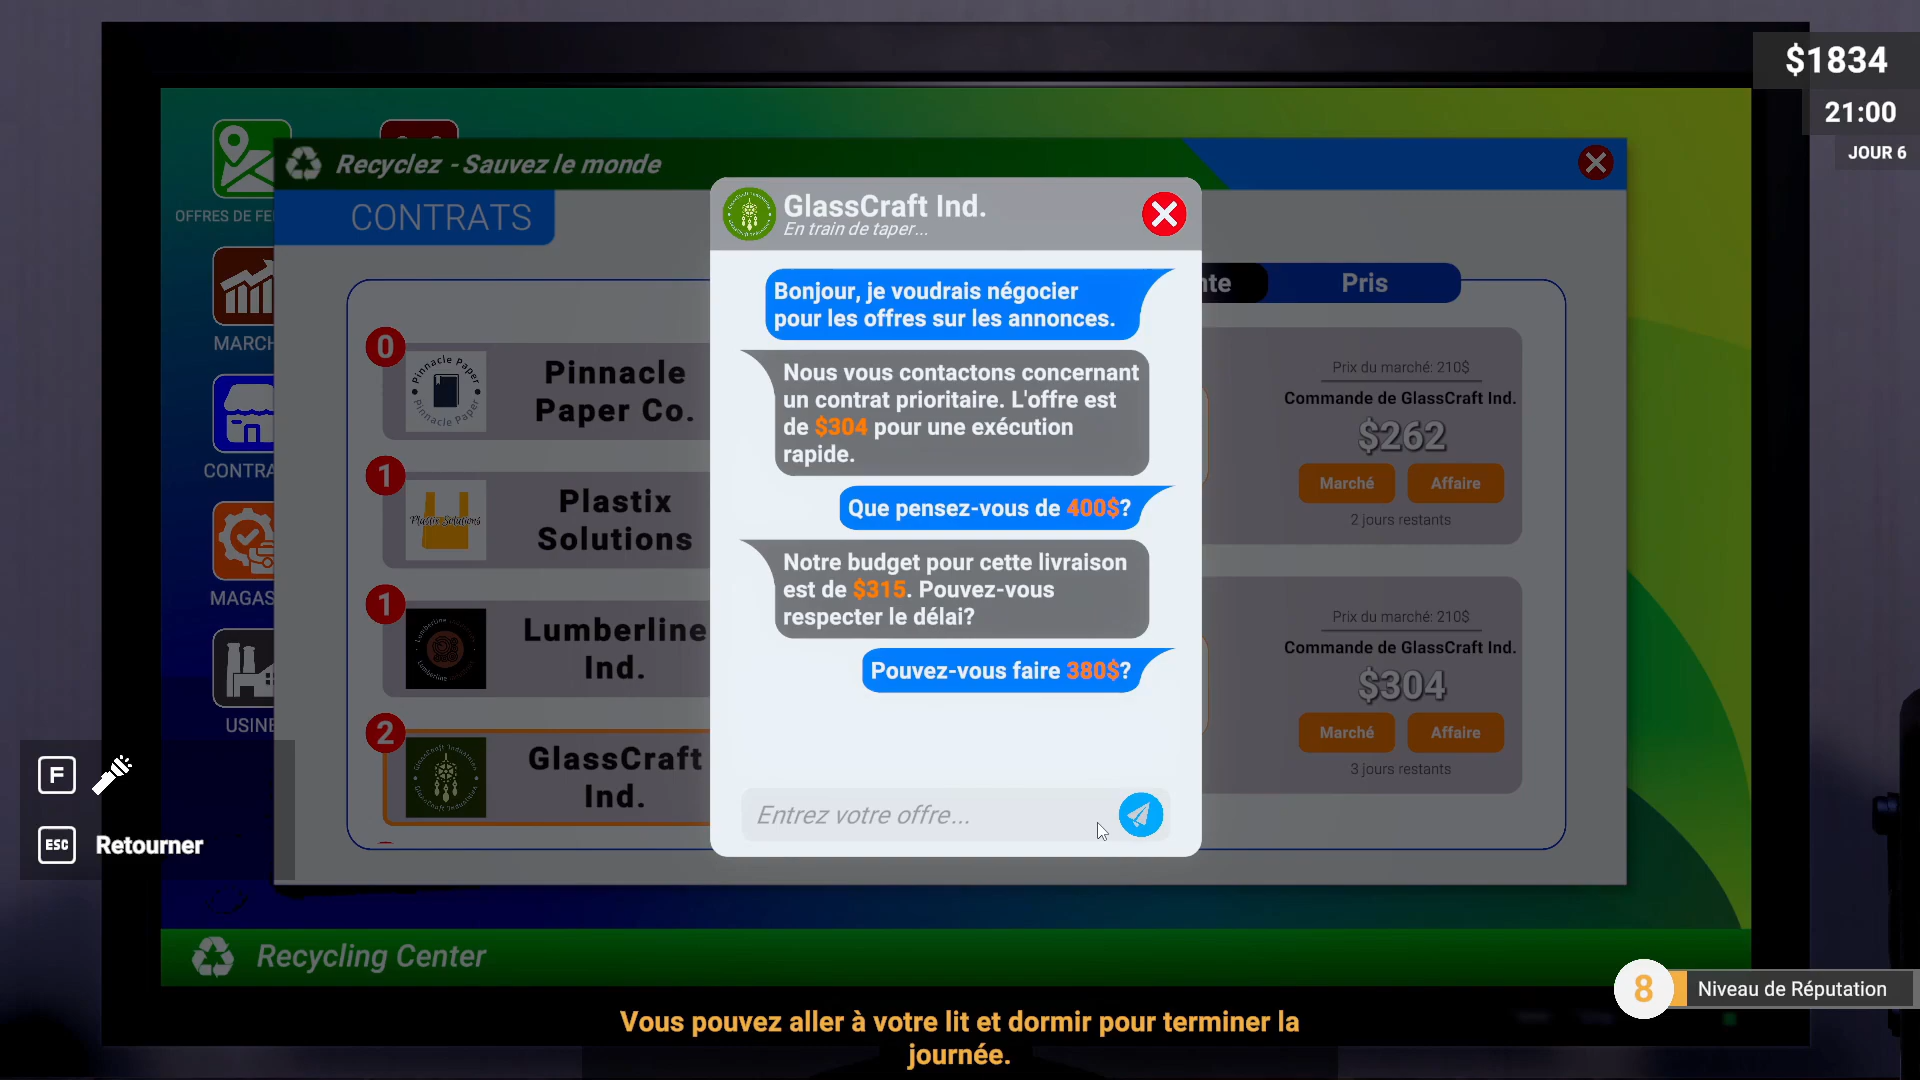 $1834
21:00
JOUR 6
OFFRES DE FE
MARCH
CONTRA
MAGAS
USINE
Recyclez - Sauvez le monde
CONTRATS
0
Pinnacle Paper
Pinnacle
Paper Co.
1
Plastix Solutions
Plastix
Solutions
1
Lumberline
Ind.
2
GlassCraft
Ind.
GlassCraft Ind.
En train de taper...
Bonjour, je voudrais négocier
pour les offres sur les annonces.
Nous vous contactons concernant
un contrat prioritaire. L'offre est
de $304 pour une exécution
rapide.
Que pensez-vous de 400$?
Notre budget pour cette livraison
est de $315. Pouvez-vous
respecter le délai?
Pouvez-vous faire 380$?
Entrez votre offre...
nte
Pris
Prix du marché: 210$
Commande de GlassCraft Ind.
$262
Marché
Affaire
2 jours restants
Prix du marché: 210$
Commande de GlassCraft Ind.
$304
Marché
Affaire
3 jours restants
F
ESC
Retourner
Recycling Center
8
Niveau de Réputation
Vous pouvez aller à votre lit et dormir pour terminer la
journée.